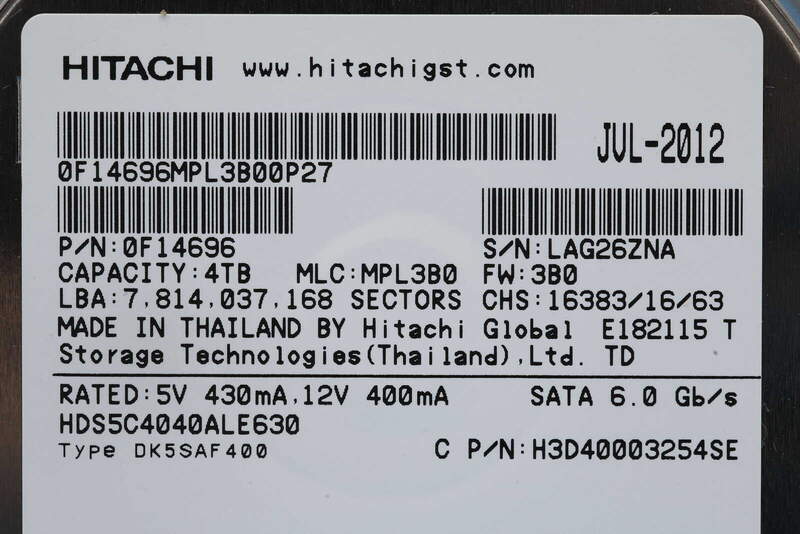 HITACHI www.hitachigst.com
JUL-2012
0F14696MPL3B00P27
P/N:0F14696 S/N:LAG26ZNA
CAPACITY:4TB MLC:MPL3B0 FW:3B0
LBA:7,814,037,168 SECTORS CHS:16383/16/63
MADE IN THAILAND BY Hitachi Global E182115 T
Storage Technologies(Thailand),Ltd. TD
RATED:5V 430mA,12V 400mA SATA 6.0 Gb/s
HDS5C4040ALE630
Type DK5SAF400 C P/N:H3D40003254SE